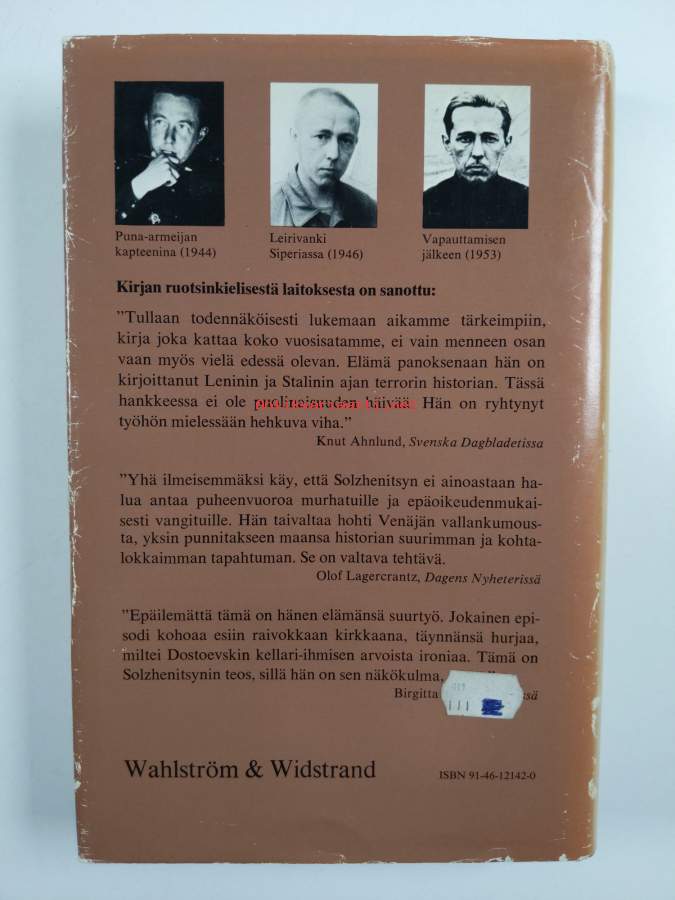 Puna-armeijan
kapteenina (1944)
Leirivanki
Siperiassa (1946)
Vapauttamisen
jälkeen (1953)
Kirjan ruotsinkielisestä laitoksesta on sanottu:
”Tullaan todennäköisesti lukemaan aikamme tärkeimpiin,
kirja joka kattaa koko vuosisatamme, ei vain menneen osan
vaan myös vielä edessä olevan. Elämä panoksenaan hän on
kirjoittanut Leninin ja Stalinin ajan terrorin historian. Tässä
hankkeessa ei ole puolinaisuuden häivää. Hän on ryhtynyt
työhön mielessään hehkuva viha.”
Knut Ahnlund, Svenska Dagbladetissa
”Yhä ilmeisemmäksi käy, että Solzhenitsyn ei ainoastaan ha-
lua antaa puheenvuoroa murhatuille ja epäoikeudenmukai-
sesti vangituille. Hän taivaltaa hohti Venäjän vallankumous-
ta, yksin punnitakseen maansa historian suurimman ja kohta-
lokkaimman tapahtuman. Se on valtava tehtävä.
Olof Lagercrantz, Dagens Nyheterissä
”Epäilemättä tämä on hänen elämänsä suurtyö. Jokainen epi-
sodi kohoaa esiin raivokkaan kirkkaana, täynnänsä hurjaa,
miltei Dostoevskin kellari-ihmisen arvoista ironiaa. Tämä on
Solzhenitsynin teos, sillä hän on sen näkökulma,
Birgitta
Wahlström & Widstrand
ISBN 91-46-12142-0